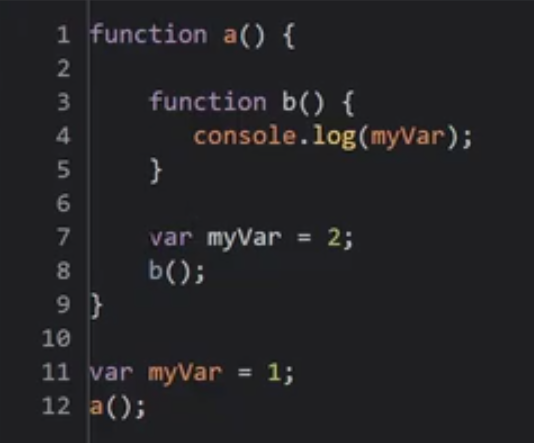 1 function a() {
2
3     function b() {
4        console.log(myVar);
5     }
6
7     var myVar = 2;
8     b();
9 }
10
11 var myVar = 1;
12 a();